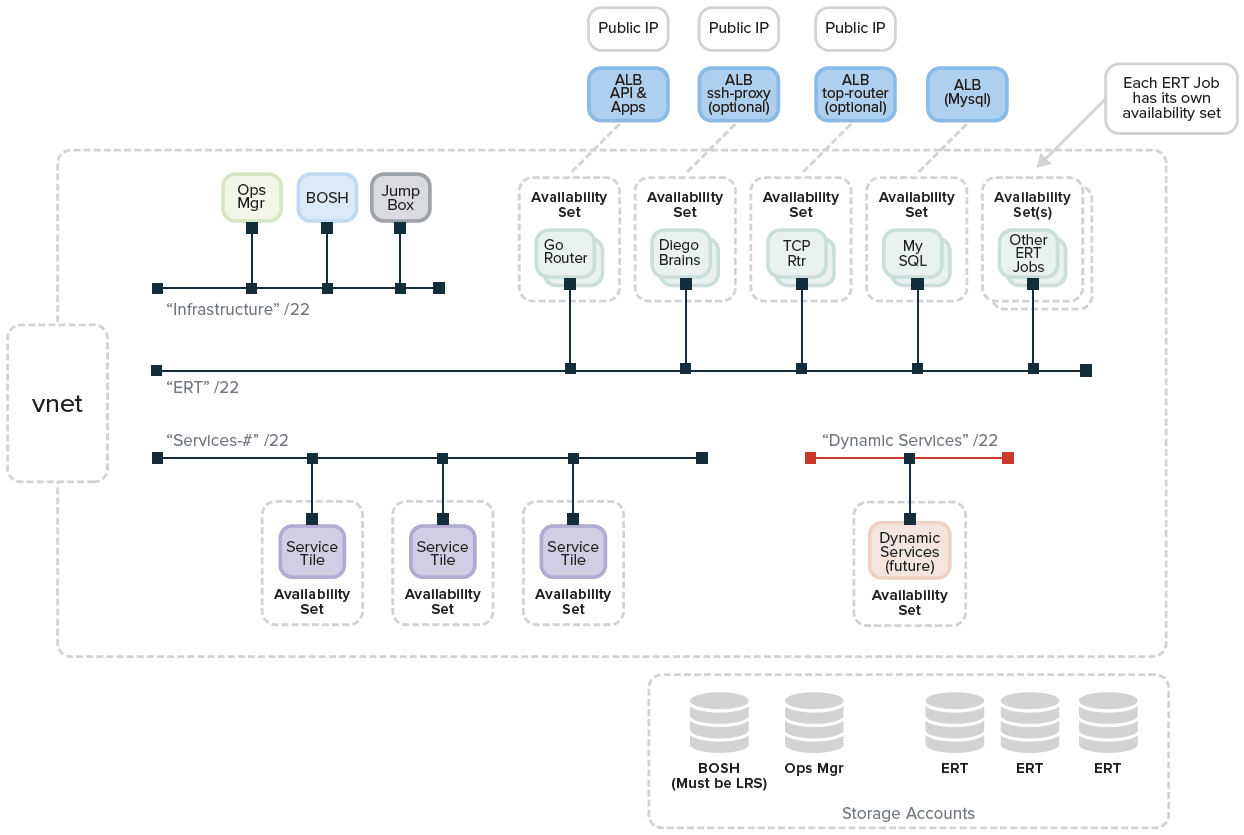 Public IP
Public IP
Public IP
ALB
API &
Apps
ALB
ssh-proxy
(optional)
ALB
top-router
(optional)
ALB
(Mysql)
Each ERT Job
has its own
availability set
Ops
Mgr
BOSH
Jump
Box
“Infrastructure” /22
Availability
Set
Go
Router
Availability
Set
Diego
Brains
Availability
Set
TCP
Rtr
Availability
Set
My
SQL
Availability
Set(s)
Other
ERT
Jobs
vnet
“ERT” /22
“Services-#” /22
“Dynamic Services” /22
Service
Tile
Availability
Set
Service
Tile
Availability
Set
Service
Tile
Availability
Set
Dynamic
Services
(future)
Availability
Set
BOSH
(Must be LRS)
Ops Mgr
ERT
ERT
ERT
Storage Accounts